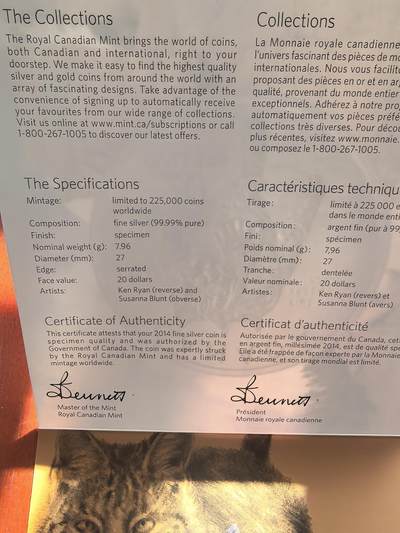 The Collections
The Royal Canadian Mint brings the world of coins,
both Canadian and international, right to your
doorstep. We make it easy to find the highest quality
silver and gold coins from around the world with an
array of fascinating designs. Take advantage of the
convenience of signing up to automatically receive
your favourites from our wide range of collections.
Visit us online at www.mint.ca/subscriptions or call
1-800-267-1005 to discover our latest offers.
The Specifications
Mintage: limited to 225,000 coins
worldwide
Composition: fine silver (99.99% pure)
Finish: specimen
Nominal weight (g): 7.96
Diameter (mm): 27
Edge: serrated
Face value: 20 dollars
Artists: Ken Ryan (reverse) and
Susanna Blunt (obverse)
Certificate of Authenticity
This certificate attests that your 2014 fine silver coin is
specimen quality and was authorized by the
Government of Canada. The coin was expertly struck
by the Royal Canadian Mint and has a limited
mintage worldwide.
Master of the Mint
Royal Canadian Mint
Collections
La Monnaie royale canadienne
l'univers fascinant des pièces de
internationales. Nous vous facilit
proposant des pièces en or et en ar
qualité, provenant du monde entier
exceptionnels. Adhérez à notre pro
automatiquement vos pièces préfé
collections très diverses. Pour décou
plus récentes, visitez www.monnaie.
ou composez le 1-800-267-1005.
Caractéristiques techniqu
Tirage: limité à 225 000
dans le monde enti
Composition: argent fin (pur à 99
Fini: spécimen
Poids nominal (g): 7,96
Diamètre (mm): 27
Tranche: dentelée
Valeur nominale: 20 dollars
Artistes: Ken Ryan (revers) et
Susanna Blunt (avers)
Certificat d'authenticité
Autorisée par le gouvernement du Canada, cet
en argent fin, millésimée 2014, est de qualité spé
Elle a été frappée de façon experte par la Monnaie
canadienne, et son tirage mondial est limité.
Président
Monnaie royale canadienne